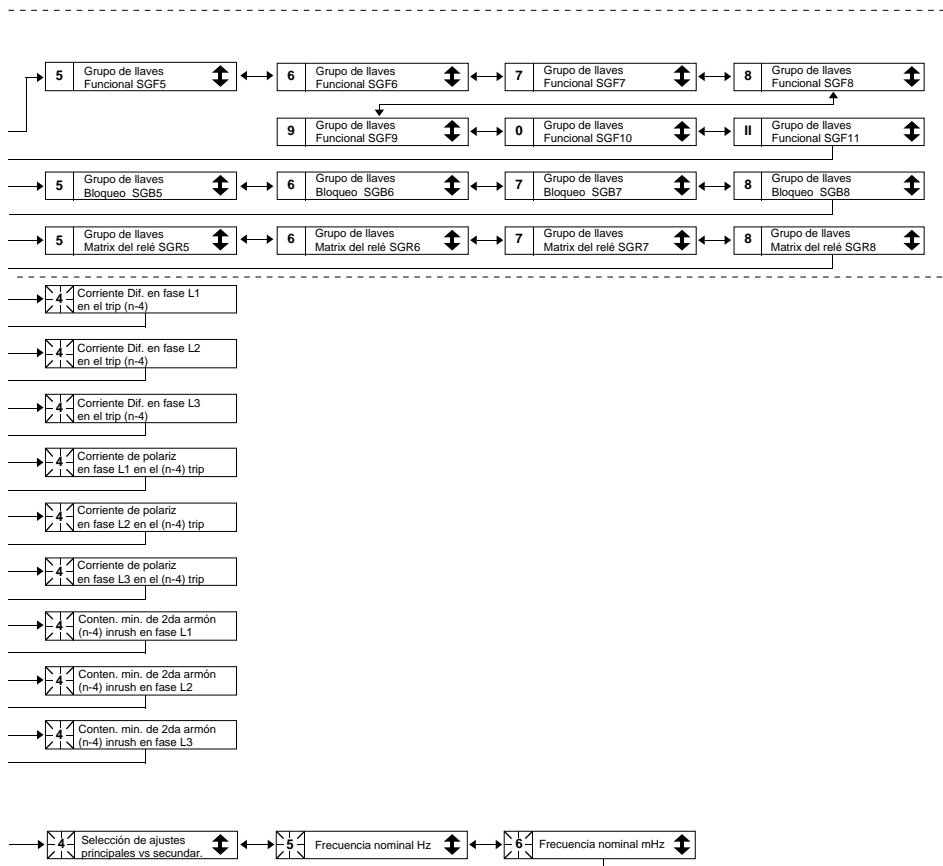 5 Grupo de llaves
Funcional SGF5
6 Grupo de llaves
Funcional SGF6
7 Grupo de llaves
Funcional SGF7
8 Grupo de llaves
Funcional SGF8
9 Grupo de llaves
Funcional SGF9
0 Grupo de llaves
Funcional SGF10
II Grupo de llaves
Funcional SGF11
5 Grupo de llaves
Bloqueo SGB5
6 Grupo de llaves
Bloqueo SGB6
7 Grupo de llaves
Bloqueo SGB7
8 Grupo de llaves
Bloqueo SGB8
5 Grupo de llaves
Matrix del relé SGR5
6 Grupo de llaves
Matrix del relé SGR6
7 Grupo de llaves
Matrix del relé SGR7
8 Grupo de llaves
Matrix del relé SGR8
4 Corriente Dif. en fase L1
en el trip (n-4)
4 Corriente Dif. en fase L2
en el trip (n-4)
4 Corriente Dif. en fase L3
en el trip (n-4)
4 Corriente de polariz
en fase L1 en el (n-4) trip
4 Corriente de polariz
en fase L2 en el (n-4) trip
4 Corriente de polariz
en fase L3 en el (n-4) trip
4 Conten. min. de 2da armón
(n-4) inrush en fase L1
4 Conten. min. de 2da armón
(n-4) inrush en fase L2
4 Conten. min. de 2da armón
(n-4) inrush en fase L3
4 Selección de ajustes
principales vs secundar.
5 Frecuencia nominal Hz
6 Frecuencia nominal mHz